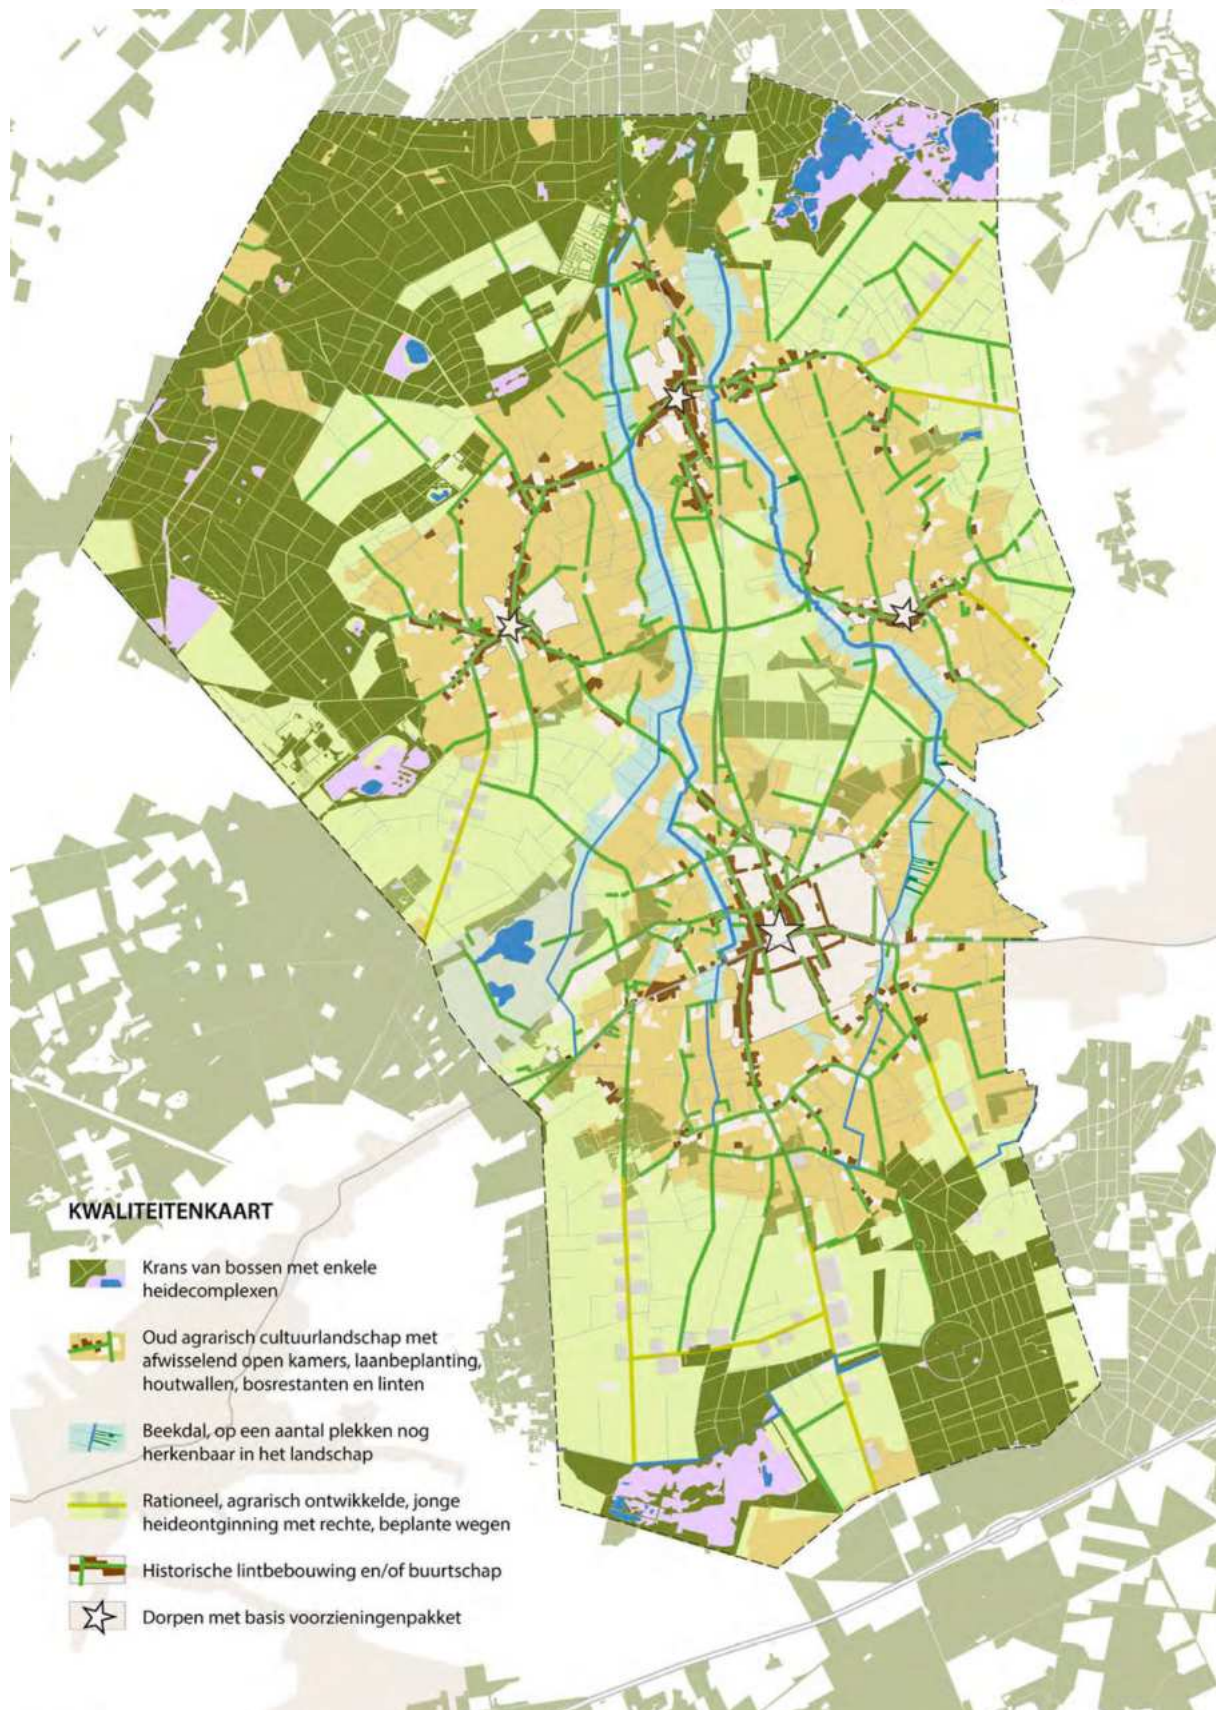 KWALITEITENKAART
Krans van bossen met enkele
heidecomplexen
Oud agrarisch cultuurlandschap met
afwisselend open kamers, laanbeplanting,
houtwallen, bosrestanten en linten
Beekdal, op een aantal plekken nog
herkenbaar in het landschap
Rationeel, agrarisch ontwikkelde, jonge
heideontginning met rechte, beplante wegen
Historische lintbebouwing en/of buurtschap
Dorpen met basis voorzieningenpakket